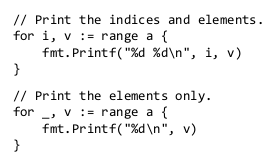 // Print the indices and elements.
for i, v := range a {
    fmt.Printf("%d %d\n", i, v)
}
// Print the elements only.
for _, v := range a {
    fmt.Printf("%d\n", v)
}